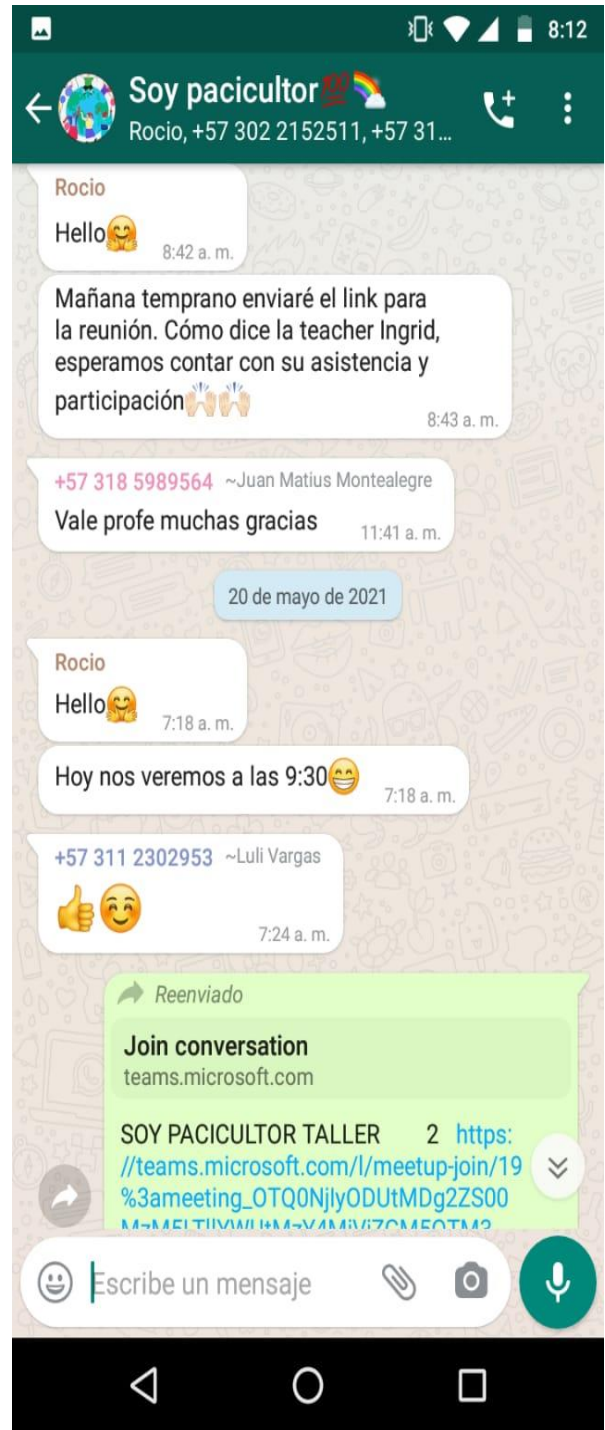 8:12
Soy pacicultor💯🌈
Rocio, +57 302 2152511, +57 31...
Rocio
Hello🤗
8:42 a. m.
Mañana temprano enviaré el link para
la reunión. Cómo dice la teacher Ingrid,
esperamos contar con su asistencia y
participación🙌🏻🙌🏻
8:43 a. m.
+57 318 5989564 ~Juan Matius Montealegre
Vale profe muchas gracias
11:41 a. m.
20 de mayo de 2021
Rocio
Hello🤗
7:18 a. m.
Hoy nos veremos a las 9:30😁
7:18 a. m.
+57 311 2302953 ~Luli Vargas
👍☺️
7:24 a. m.
Reenviado
Join conversation
teams.microsoft.com
SOY PACICULTOR TALLER 2 https:
//teams.microsoft.com/l/meetup-join/19
%3ameeting_OTQ0NjIyODUtMDg2ZS00
Escribe un mensaje